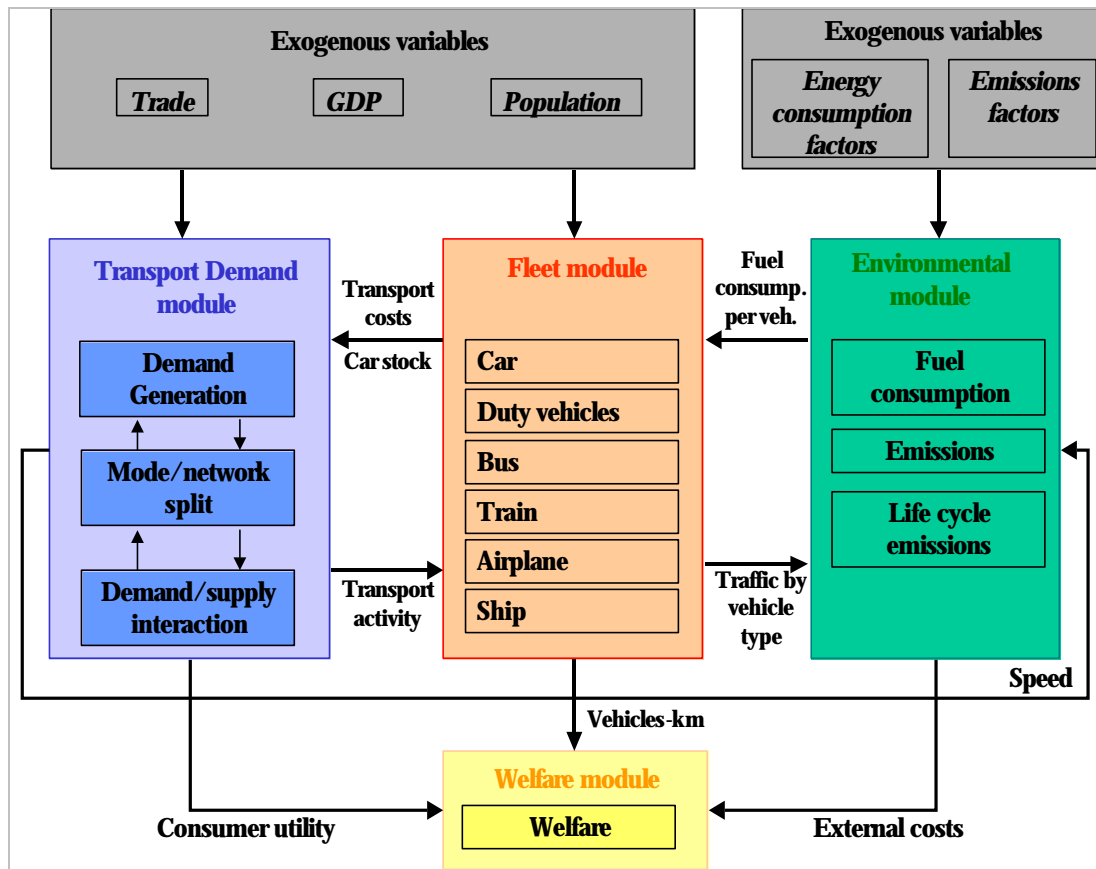 Exogenous variables
Trade
GDP
Population
Exogenous variables
Energy
consumption
factors
Emissions
factors
Transport Demand
module
Demand
Generation
Mode/network
split
Demand/supply
interaction
Transport
costs
Car stock
Transport
activity
Fleet module
Car
Duty vehicles
Bus
Train
Airplane
Ship
Fuel
consump.
per veh.
Traffic by
vehicle
type
Environmental
module
Fuel
consumption
Emissions
Life cycle
emissions
Speed
Vehicles-km
Welfare module
Welfare
Consumer utility
External costs